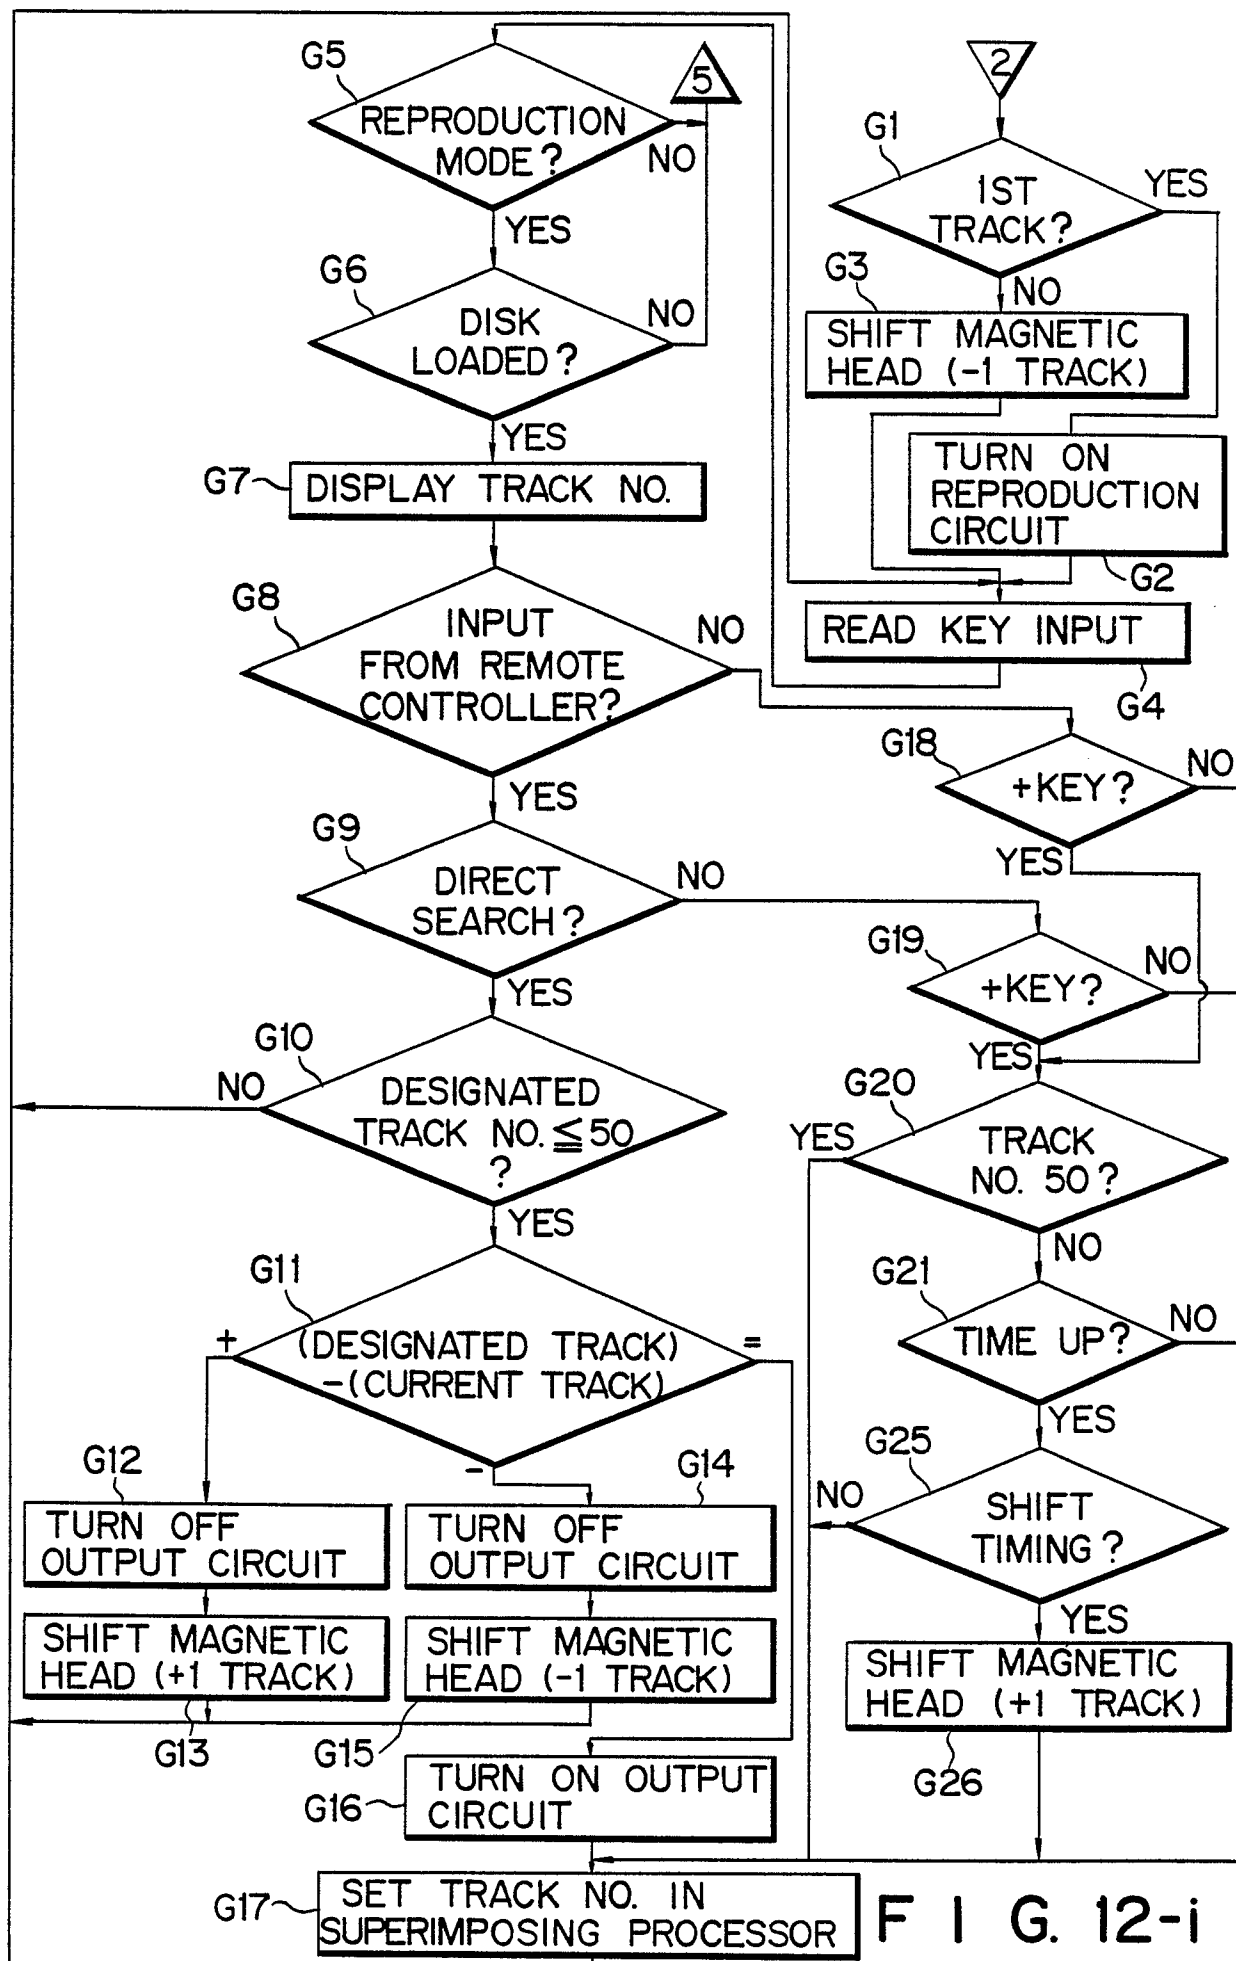 G5
REPRODUCTION
MODE?
NO
YES
5
2
G1
1ST
TRACK?
YES
NO
G3
SHIFT MAGNETIC
HEAD (-1 TRACK)
TURN ON
REPRODUCTION
CIRCUIT
G2
READ KEY INPUT
G4
G6
DISK
LOADED?
NO
YES
G7
DISPLAY TRACK NO.
G8
INPUT
FROM REMOTE
CONTROLLER?
NO
YES
G18
+KEY?
NO
YES
G9
DIRECT
SEARCH?
NO
YES
G19
+KEY?
NO
YES
G10
DESIGNATED
TRACK NO.≦50
?
NO
YES
G20
TRACK
NO. 50?
YES
NO
G11
(DESIGNATED TRACK)
-(CURRENT TRACK)
+
=
-
G21
TIME UP?
NO
YES
G12
TURN OFF
OUTPUT CIRCUIT
G14
TURN OFF
OUTPUT CIRCUIT
G25
SHIFT
TIMING?
NO
YES
SHIFT MAGNETIC
HEAD (+1 TRACK)
G13
SHIFT MAGNETIC
HEAD (-1 TRACK)
G15
SHIFT MAGNETIC
HEAD (+1 TRACK)
G26
G16
TURN ON OUTPUT
CIRCUIT
G17
SET TRACK NO. IN
SUPERIMPOSING PROCESSOR
FIG. 12-i